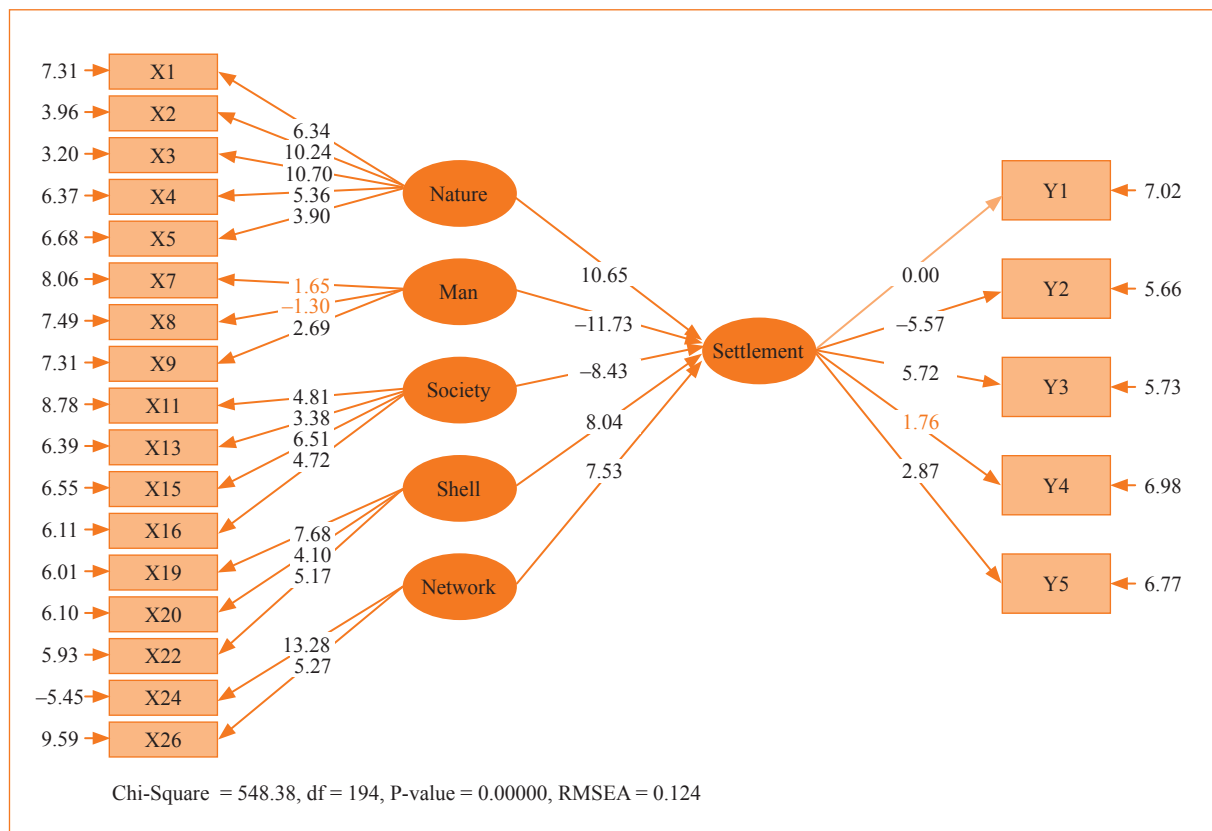 7.31 X1
3.96 X2
3.20 X3
6.37 X4
6.68 X5
8.06 X7
7.49 X8
7.31 X9
8.78 X11
6.39 X13
6.55 X15
6.11 X16
6.01 X19
6.10 X20
5.93 X22
–5.45 X24
9.59 X26
6.34
10.24
10.70
5.36
3.90
1.65
–1.30
2.69
4.81
3.38
6.51
4.72
7.68
4.10
5.17
13.28
5.27
Nature
Man
Society
Shell
Network
10.65
–11.73
–8.43
8.04
7.53
Settlement
0.00
–5.57
5.72
1.76
2.87
Y1 7.02
Y2 5.66
Y3 5.73
Y4 6.98
Y5 6.77
Chi-Square = 548.38, df = 194, P-value = 0.00000, RMSEA = 0.124